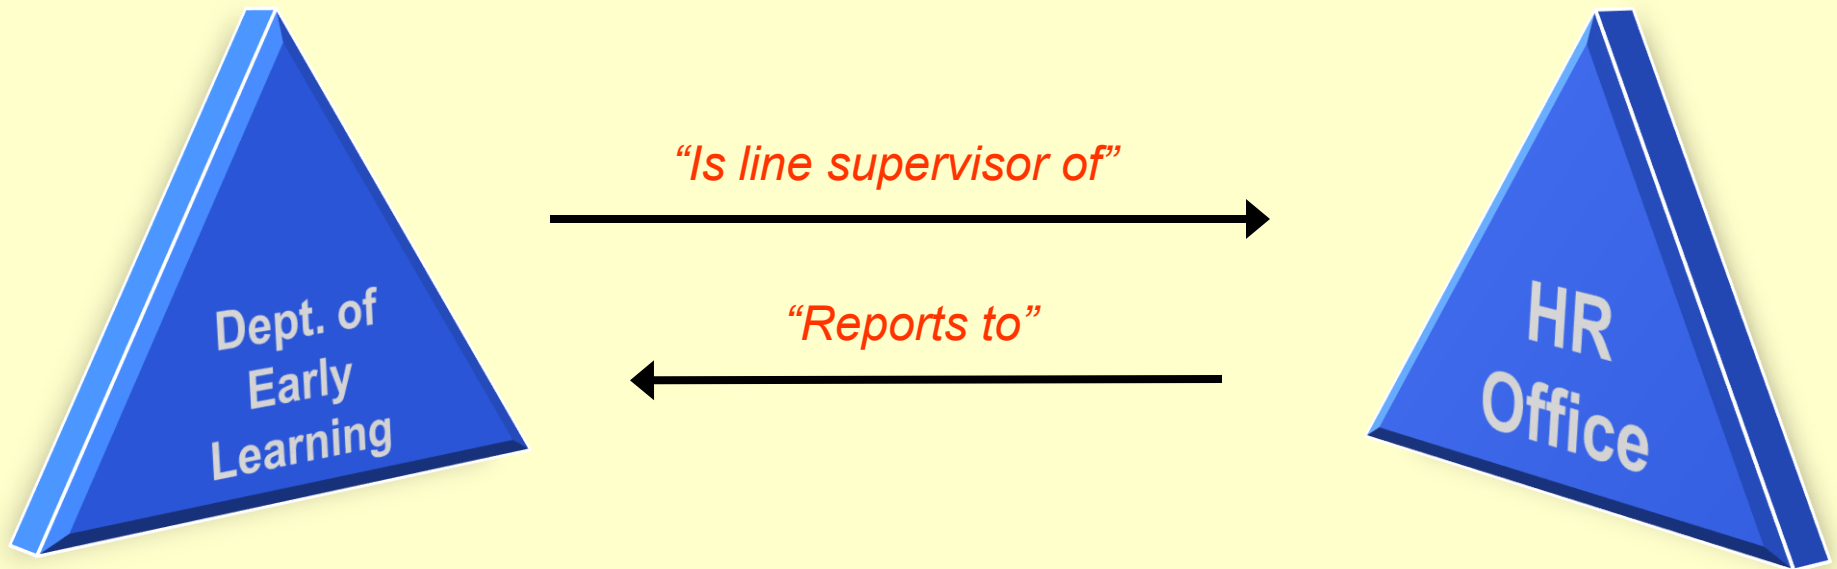 “Is line supervisor of”
“Reports to”
Dept. of
Early
Learning
HR
Office